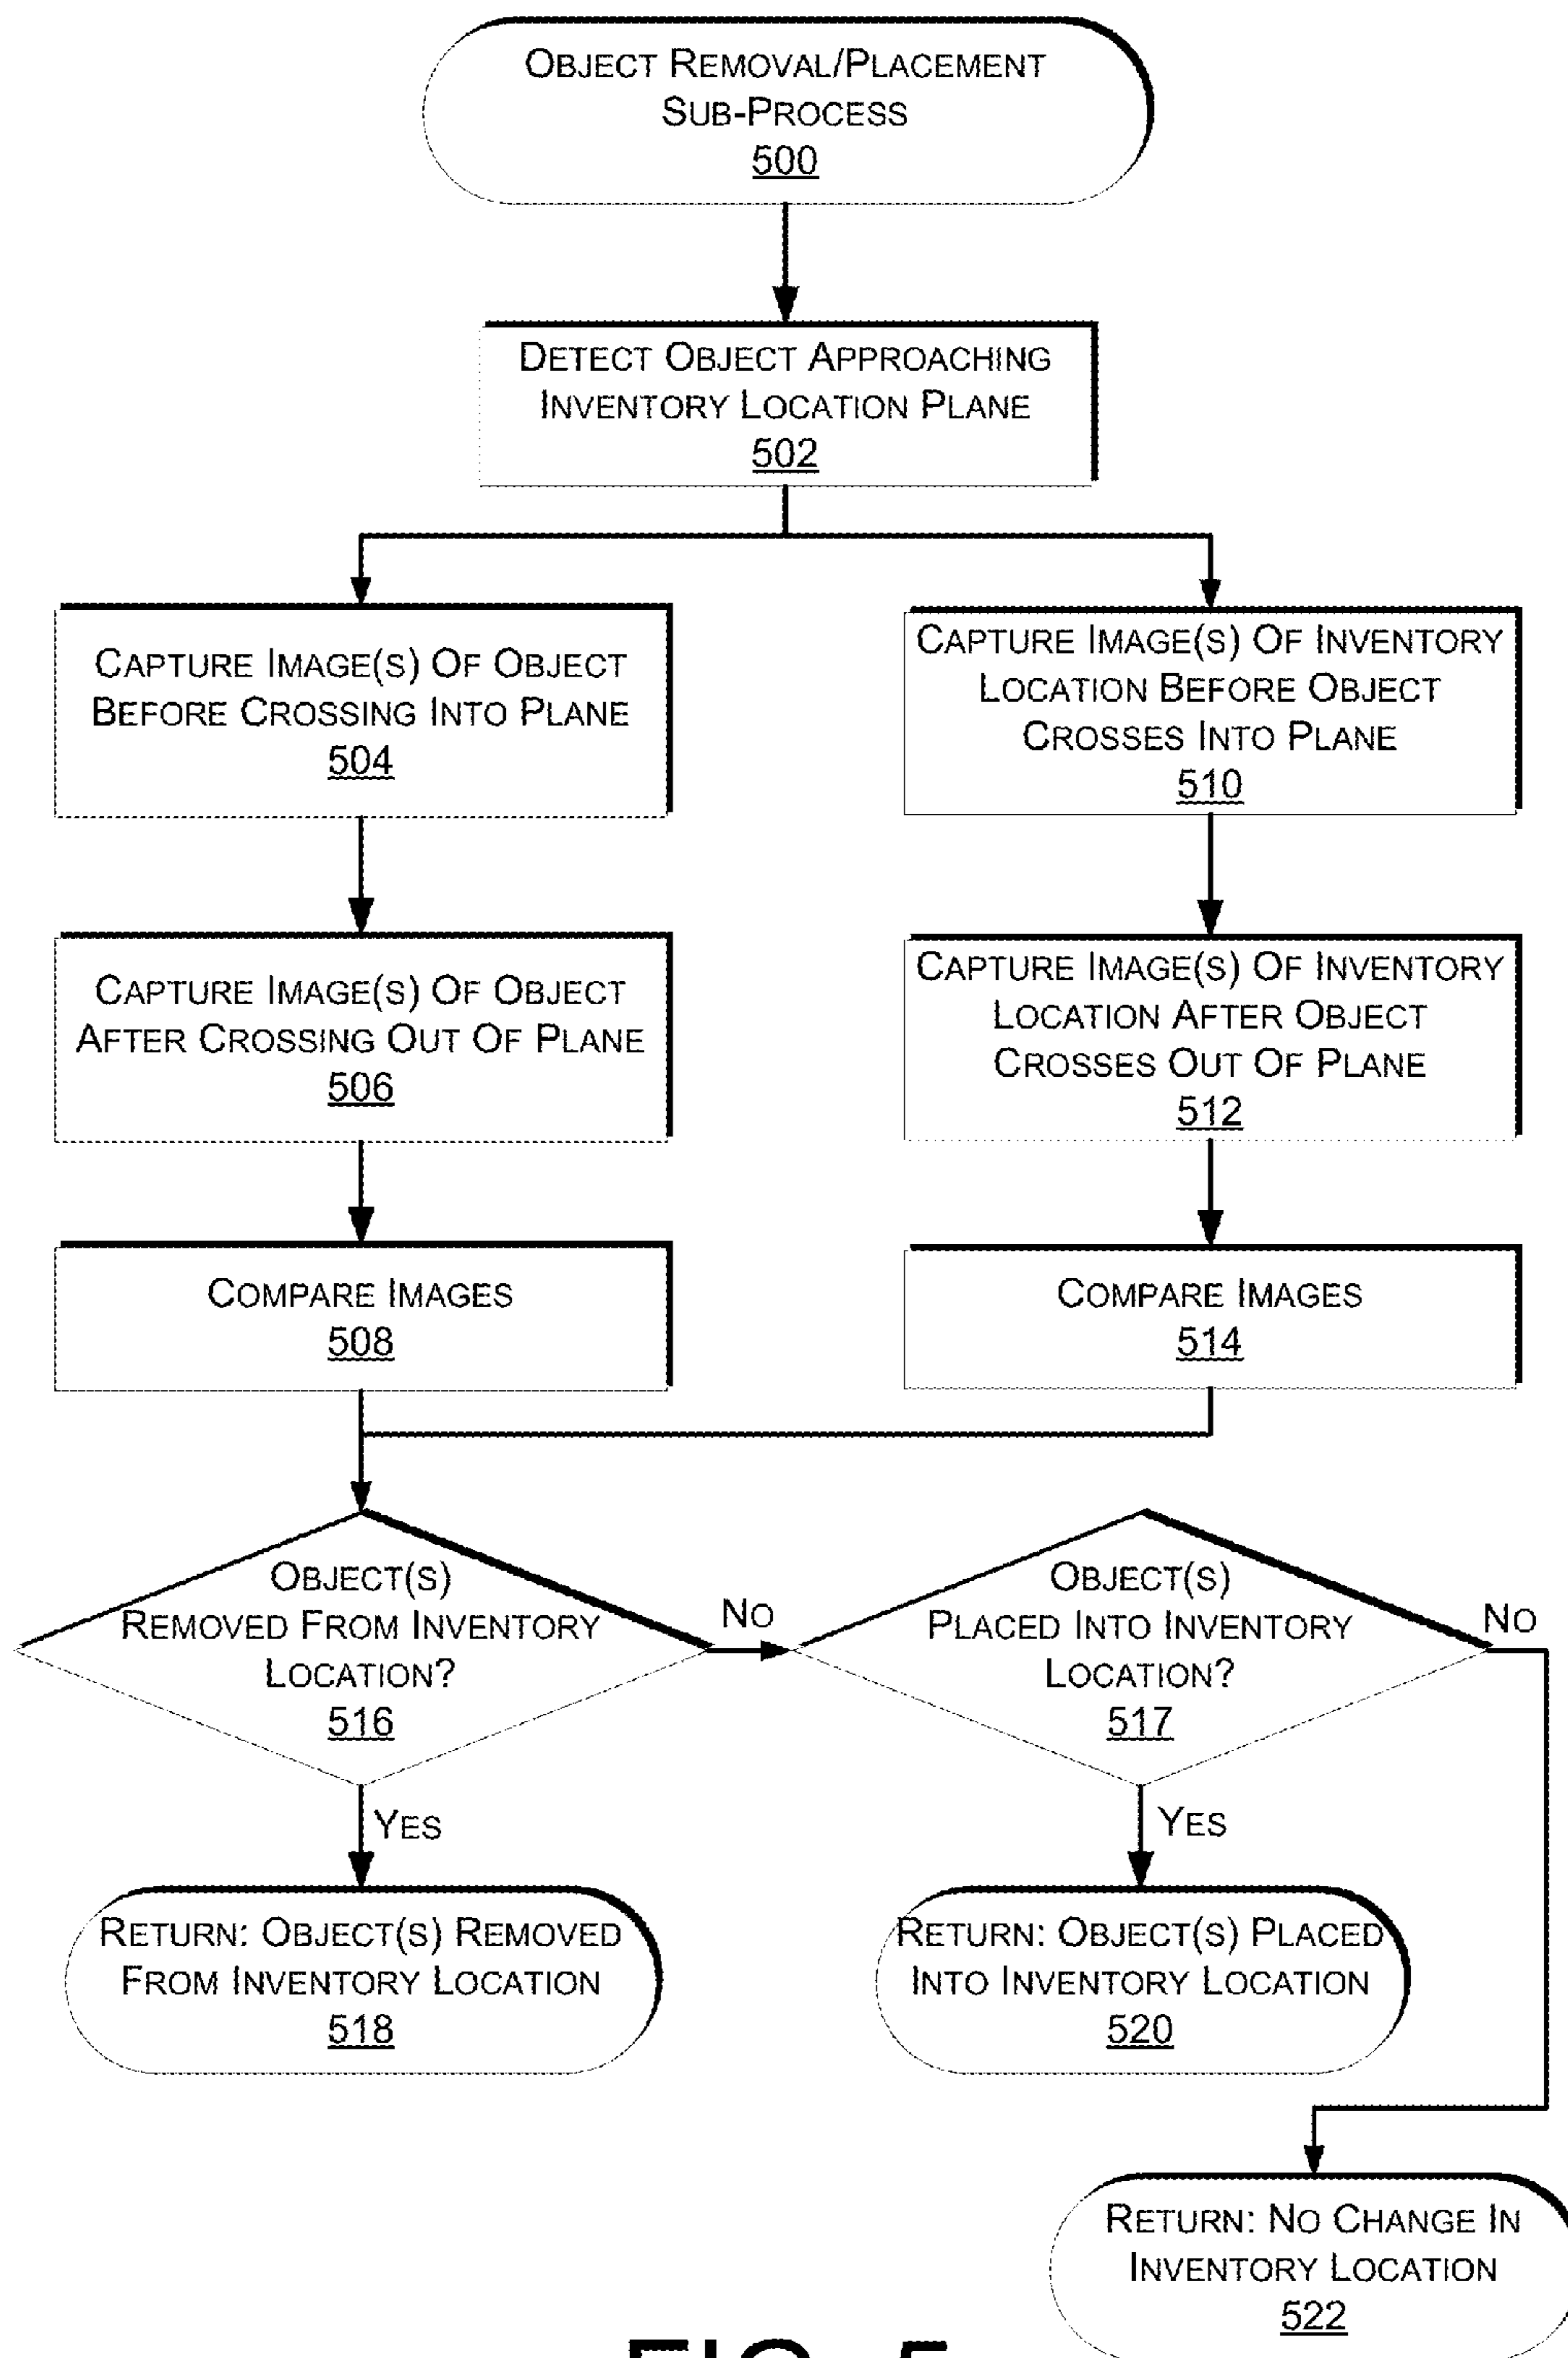 OBJECT REMOVAL/PLACEMENT
SUB-PROCESS
500
DETECT OBJECT APPROACHING
INVENTORY LOCATION PLANE
502
CAPTURE IMAGE(S) OF OBJECT
BEFORE CROSSING INTO PLANE
504
CAPTURE IMAGE(S) OF INVENTORY
LOCATION BEFORE OBJECT
CROSSES INTO PLANE
510
CAPTURE IMAGE(S) OF OBJECT
AFTER CROSSING OUT OF PLANE
506
CAPTURE IMAGE(S) OF INVENTORY
LOCATION AFTER OBJECT
CROSSES OUT OF PLANE
512
COMPARE IMAGES
508
COMPARE IMAGES
514
OBJECT(S)
REMOVED FROM INVENTORY
LOCATION?
516
NO
OBJECT(S)
PLACED INTO INVENTORY
LOCATION?
517
NO
YES
YES
RETURN: OBJECT(S) REMOVED
FROM INVENTORY LOCATION
518
RETURN: OBJECT(S) PLACED
INTO INVENTORY LOCATION
520
RETURN: NO CHANGE IN
INVENTORY LOCATION
522
FIG. 5